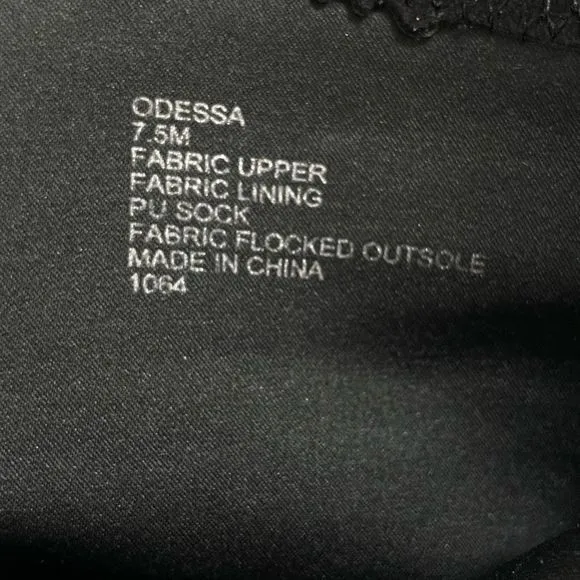 ODESSA
7.5M
FABRIC UPPER
FABRIC LINING
PU SOCK
FABRIC FLOCKED OUTSOLE
MADE IN CHINA
1064